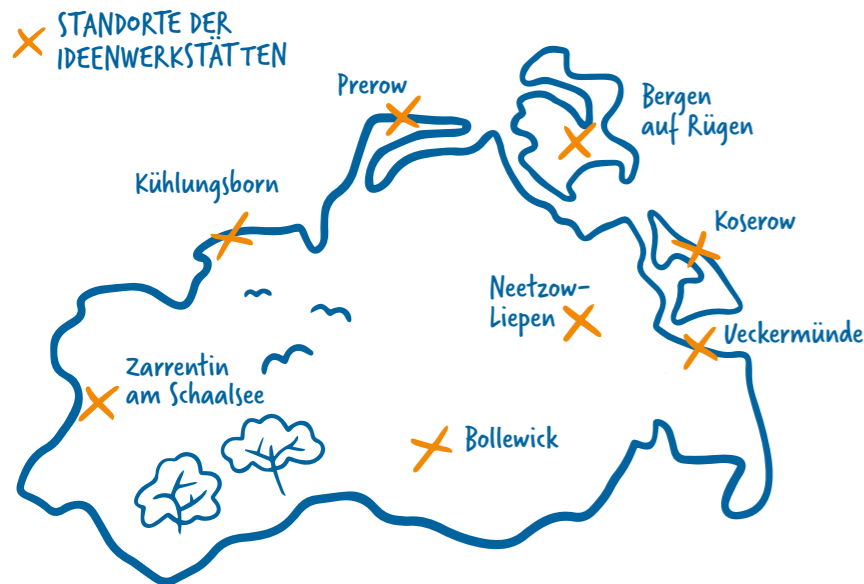 STANDORTE DER
IDEENWERKSTÄTTEN
Prerow
Bergen
auf Rügen
Kühlungsborn
Koserow
Neetzow-
Liepen
Ueckermünde
Zarrentin
am Schaalsee
Bollewick